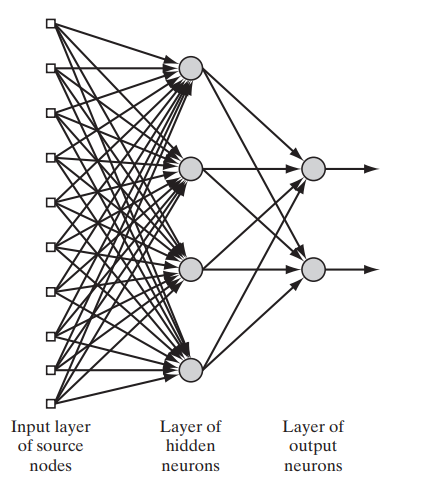 Input layer
of source
nodes
Layer of
hidden
neurons
Layer of
output
neurons